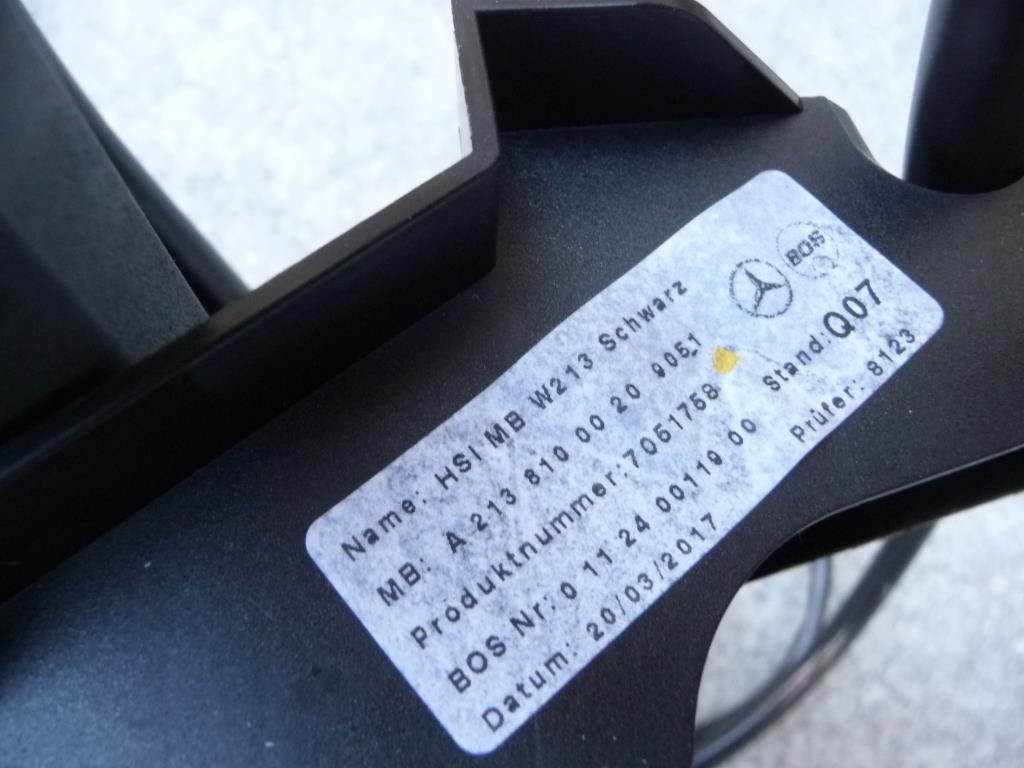 BOS
Name: HSI MB W213 Schwarz
MB: A 213 810 00 20 9051
Produktnummer:7051758
BOS Nr:0 11 24 00119 00 Stand:Q07
Datum: 20/03/2017 Prüfer: 8123